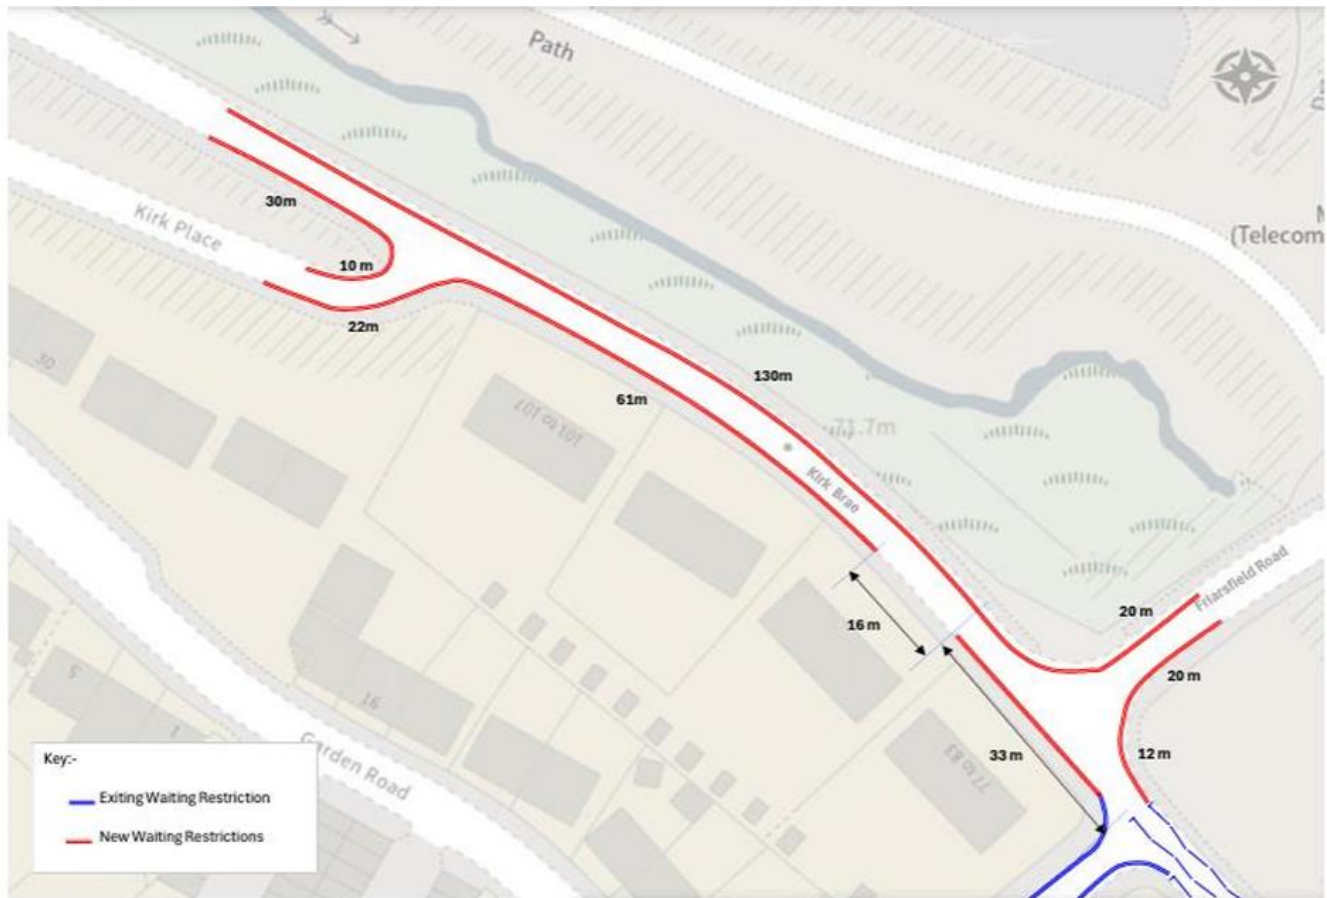 Path
(Telecom
30m
Kirk Place
10 m
22m
30
130m
61m
101 to 107
71.7m
Kirk Brae
Friarsfield Road
20 m
16 m
20 m
5
16
1
12 m
33 m
77 to 83
Garden Road
Key:-
Exiting Waiting Restriction
New Waiting Restrictions